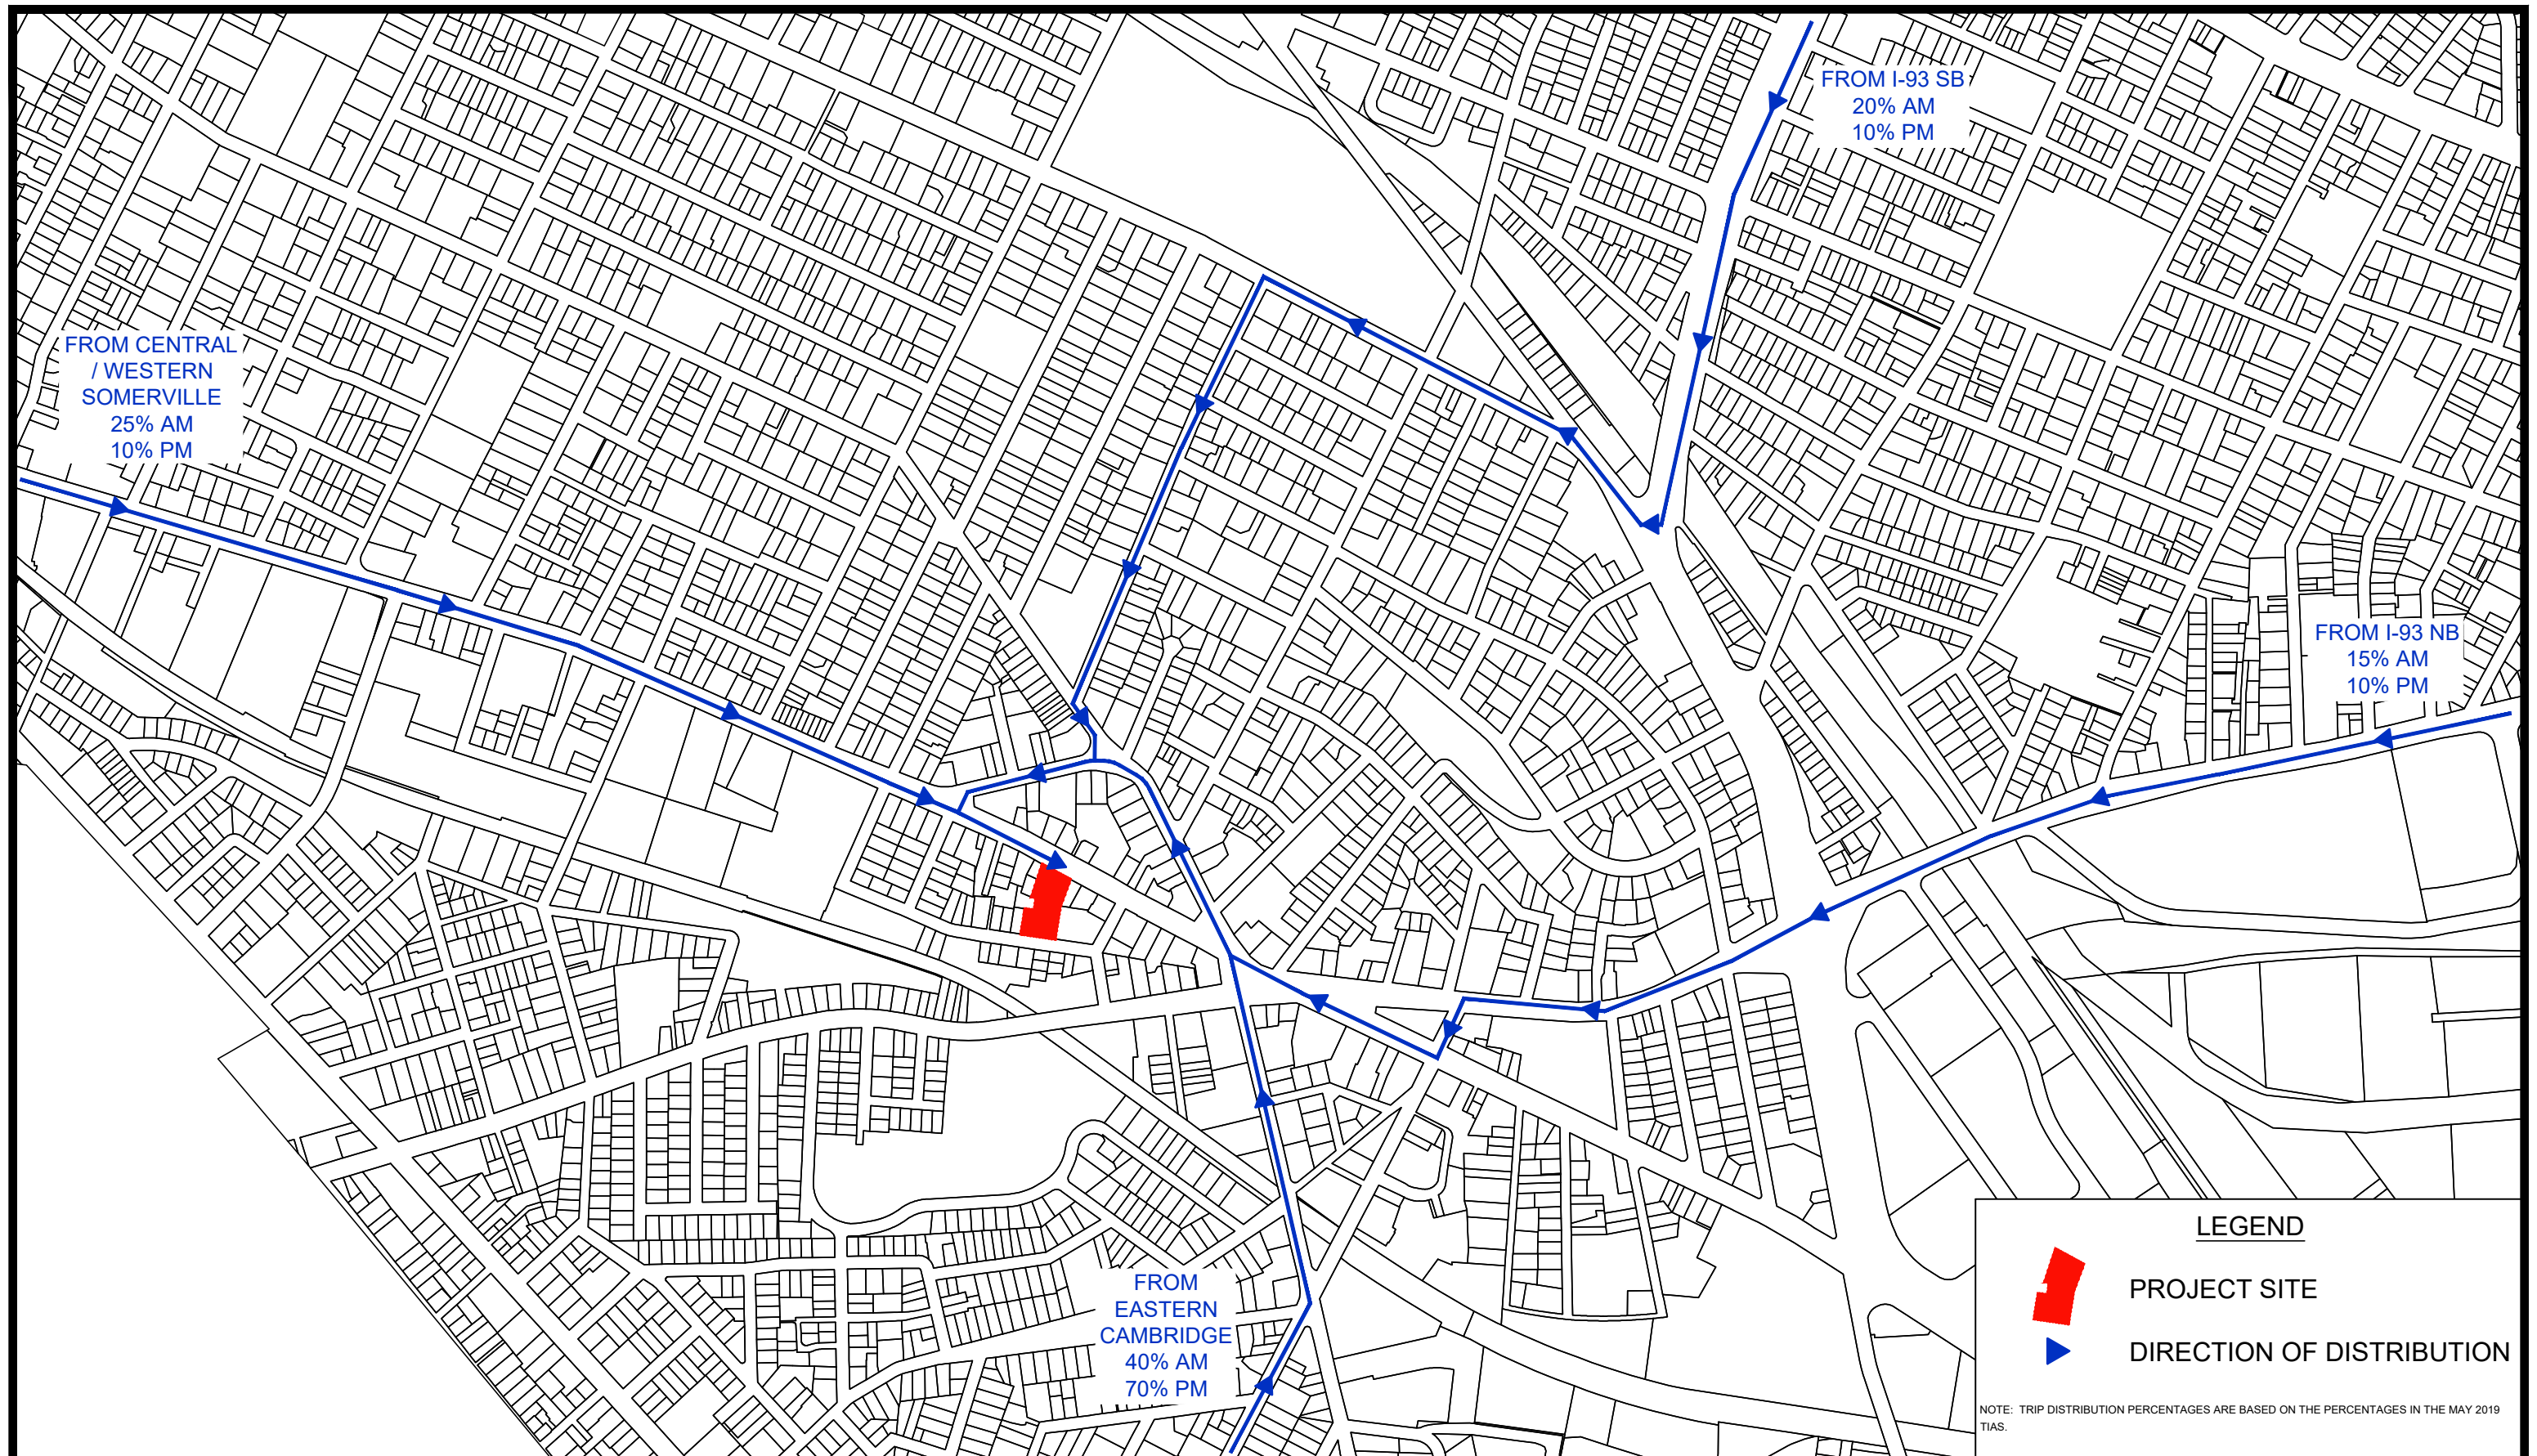 FROM I-93 SB
20% AM
10% PM
FROM CENTRAL
/ WESTERN
SOMERVILLE
25% AM
10% PM
FROM I-93 NB
15% AM
10% PM
FROM
EASTERN
CAMBRIDGE
40% AM
70% PM
LEGEND
PROJECT SITE
DIRECTION OF DISTRIBUTION
NOTE: TRIP DISTRIBUTION PERCENTAGES ARE BASED ON THE PERCENTAGES IN THE MAY 2019
TIAS.